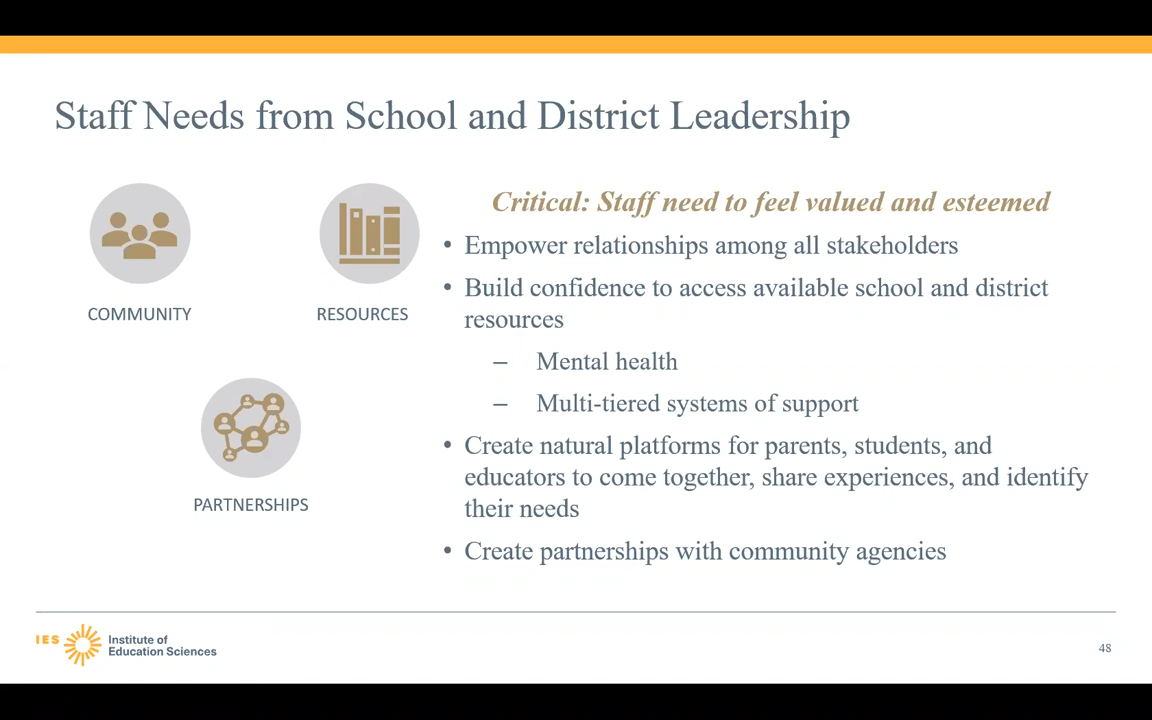 Staff Needs from School and District Leadership
COMMUNITY
RESOURCES
PARTNERSHIPS
Critical: Staff need to feel valued and esteemed
• Empower relationships among all stakeholders
• Build confidence to access available school and district
resources
– Mental health
– Multi-tiered systems of support
• Create natural platforms for parents, students, and
educators to come together, share experiences, and identify
their needs
• Create partnerships with community agencies
IES
Institute of
Education Sciences
48